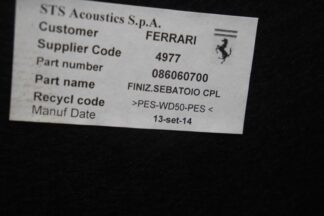 STS Acoustics S.p.A.
Customer FERRARI
Supplier Code 4977
Part number 086060700
Part name FINIZ.SEBATOIO CPL
Recycl code >PES-WD50-PES <
Manuf Date 13-set-14